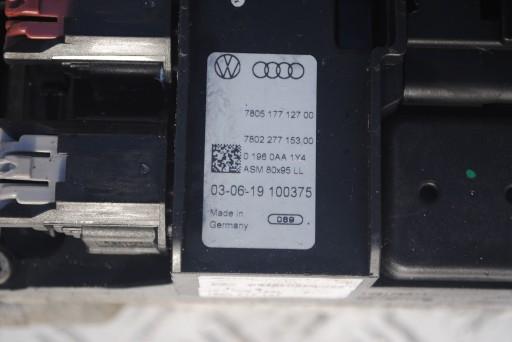 7805 177 127 00
7802 277 153.00
0 196 0AA 1Y4
ASM 80x95 LL
03-06-19 100375
Made in
Germany
089